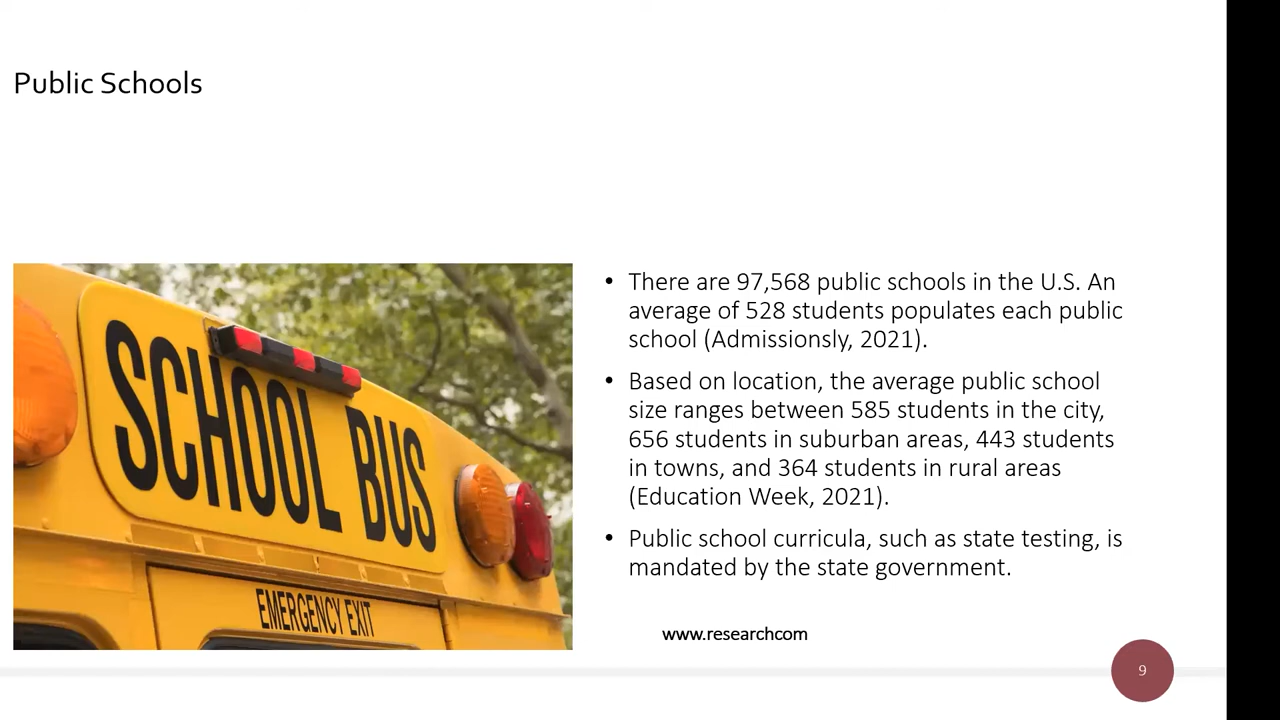 Public Schools
SCHOOL BUS
EMERGENCY EXIT
• There are 97,568 public schools in the U.S. An
average of 528 students populates each public
school (Admissionsly, 2021).
• Based on location, the average public school
size ranges between 585 students in the city,
656 students in suburban areas, 443 students
in towns, and 364 students in rural areas
(Education Week, 2021).
• Public school curricula, such as state testing, is
mandated by the state government.
www.researchcom
9